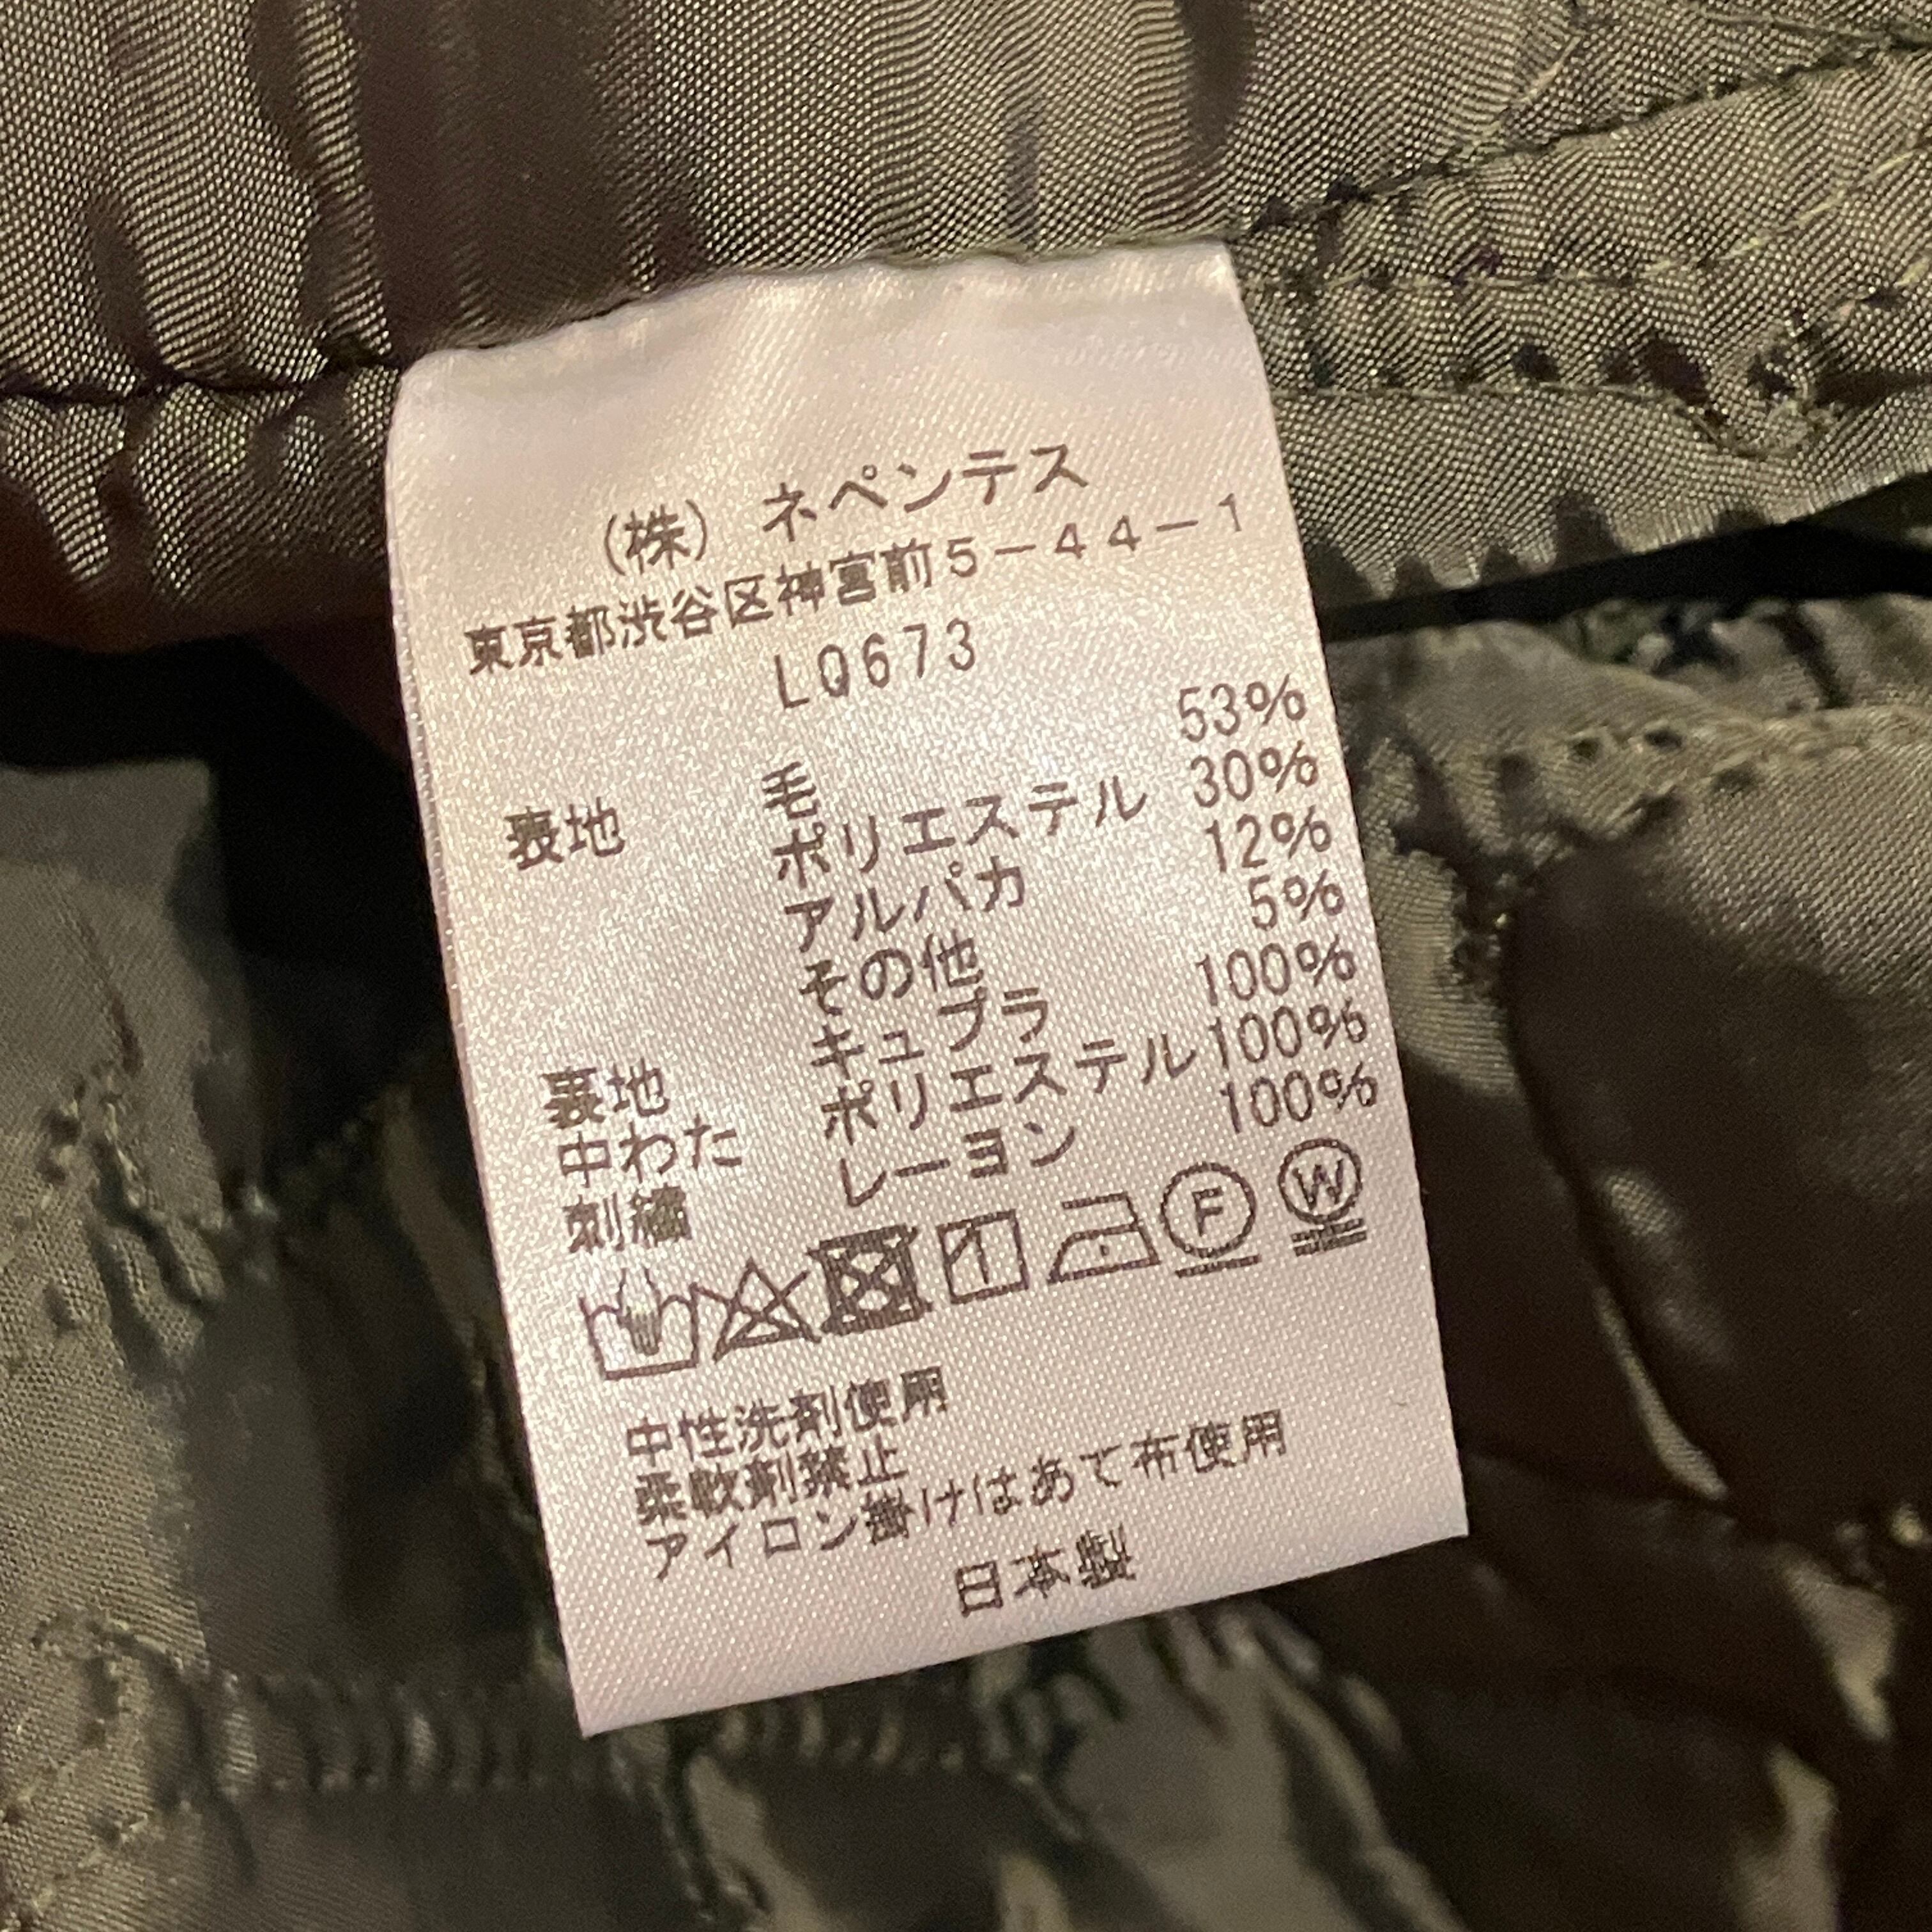 (株) ネペンテス
東京都渋谷区神宮前5-44-1
LQ673
表地 毛 53%
ポリエステル 30%
アルパカ 12%
その他 5%
裏地 キュプラ 100%
中わた ポリエステル 100%
刺繍 レーヨン 100%
F W
中性洗剤使用
柔軟剤禁止
アイロン掛けはあて布使用
日本製